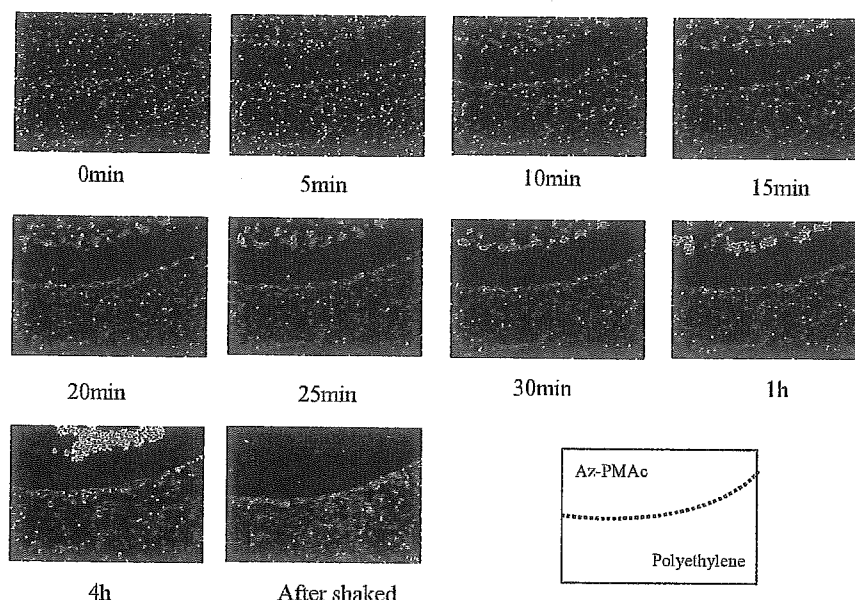 0min
5min
10min
15min
20min
25min
30min
1h
4h
After shaked
Az-PMAc
Polyethylene